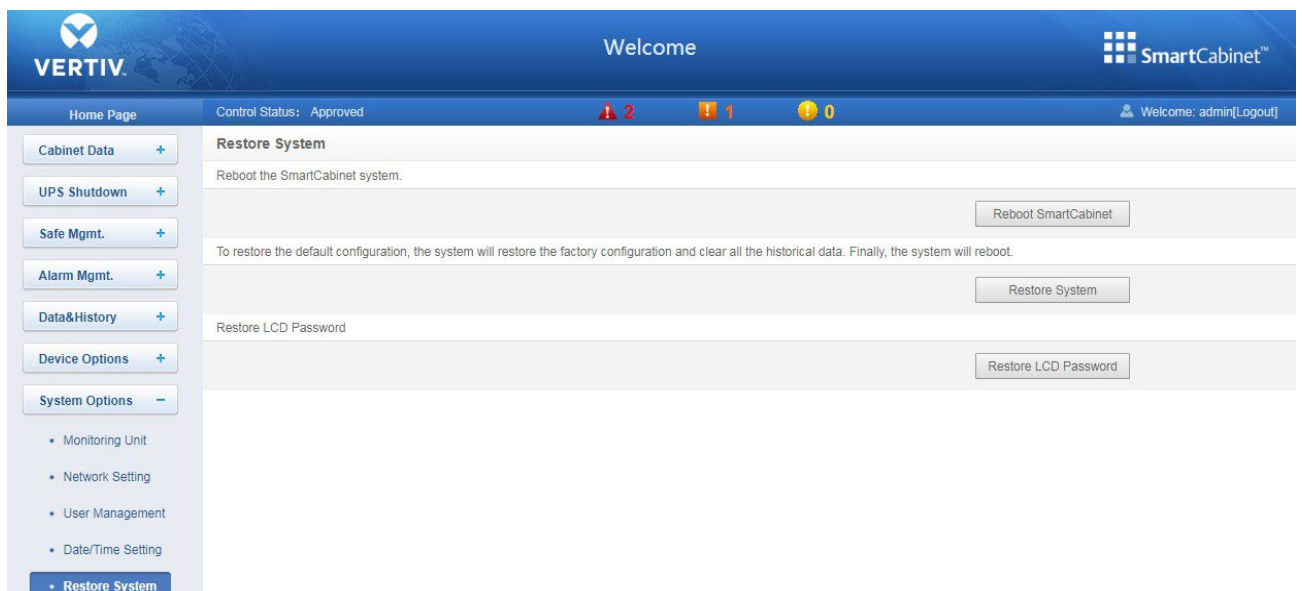 VERTIV.
Welcome
SmartCabinet™
Home Page
Control Status: Approved
2
1
0
Welcome: admin[Logout]
Cabinet Data +
UPS Shutdown +
Safe Mgmt. +
Alarm Mgmt. +
Data&History +
Device Options +
System Options −
• Monitoring Unit
• Network Setting
• User Management
• Date/Time Setting
• Restore System
Restore System
Reboot the SmartCabinet system.
Reboot SmartCabinet
To restore the default configuration, the system will restore the factory configuration and clear all the historical data. Finally, the system will reboot.
Restore System
Restore LCD Password
Restore LCD Password